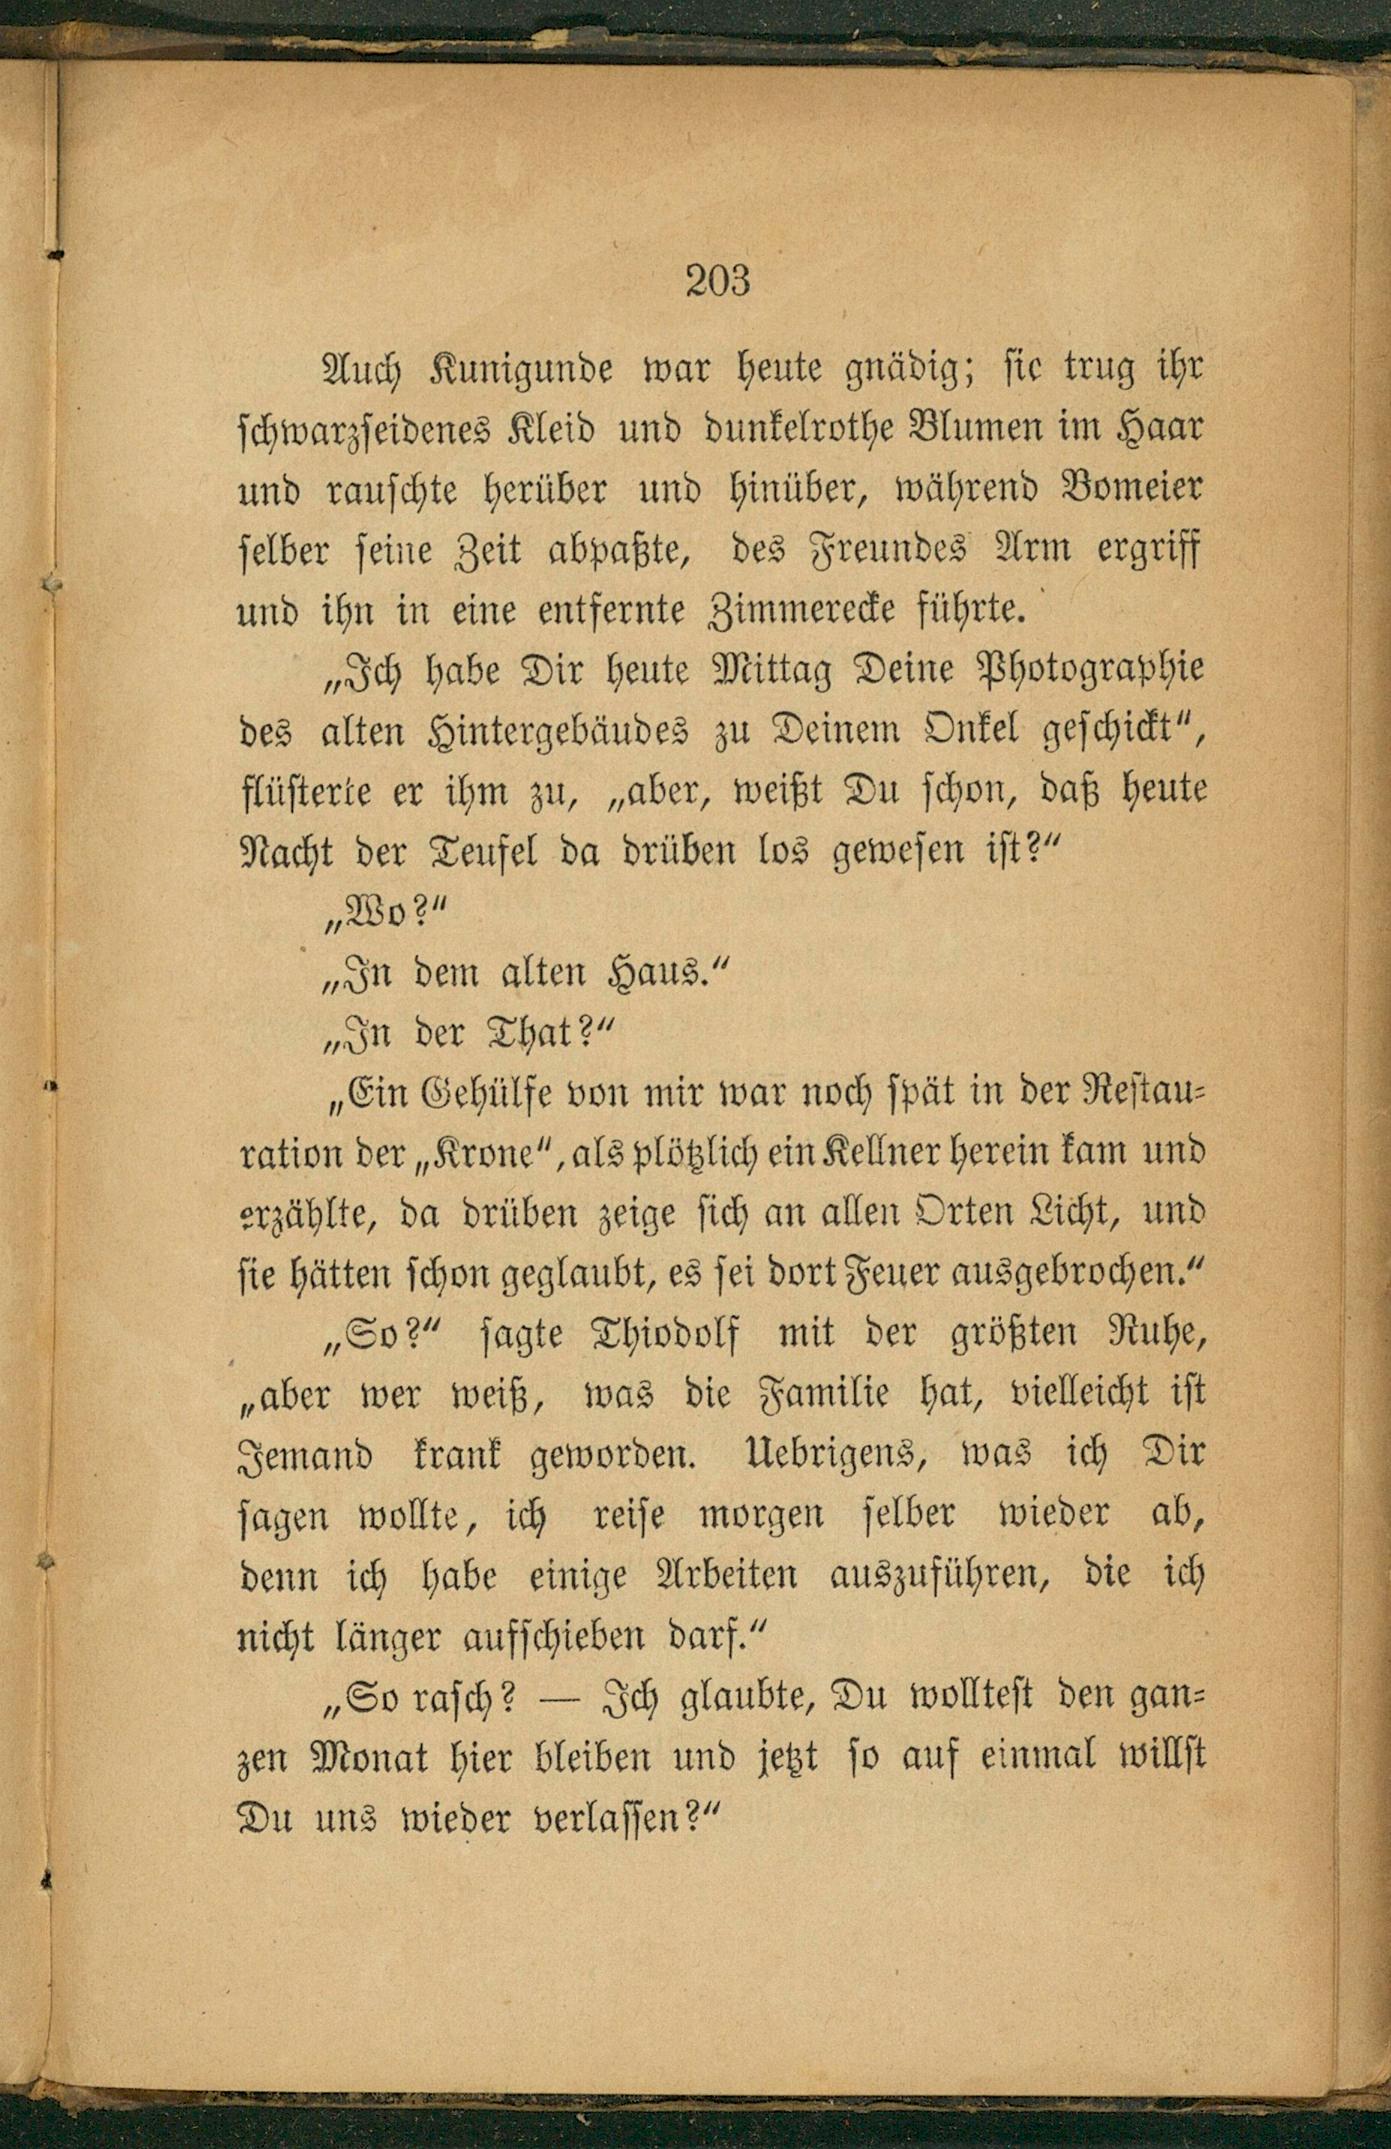 203
Auch Kunigunde war heute gnädig; sie trug ihr
schwarzseidenes Kleid und dunkelrothe Blumen im Haar
und rauschte herüber und hinüber, während Bomeier
selber seine Zeit abpaßte, des Freundes Arm ergriff
und ihn in eine entfernte Zimmerecke führte.
„Ich habe Dir heute Mittag Deine Photographie
des alten Hintergebäudes zu Deinem Onkel geschickt“,
flüsterte er ihm zu, „aber, weißt Du schon, daß heute
Nacht der Teufel da drüben los gewesen ist?“
„Wo?“
„In dem alten Haus.“
„In der That?“
„Ein Gehülfe von mir war noch spät in der Restau-
ration der „Krone“, als plötzlich ein Kellner herein kam und
erzählte, da drüben zeige sich an allen Orten Licht, und
sie hätten schon geglaubt, es sei dort Feuer ausgebrochen.“
„So?“ sagte Thiodolf mit der größten Ruhe,
„aber wer weiß, was die Familie hat, vielleicht ist
Jemand krank geworden. Uebrigens, was ich Dir
sagen wollte, ich reise morgen selber wieder ab,
denn ich habe einige Arbeiten auszuführen, die ich
nicht länger aufschieben darf.“
„So rasch? — Ich glaubte, Du wolltest den gan-
zen Monat hier bleiben und jetzt so auf einmal willst
Du uns wieder verlassen?“